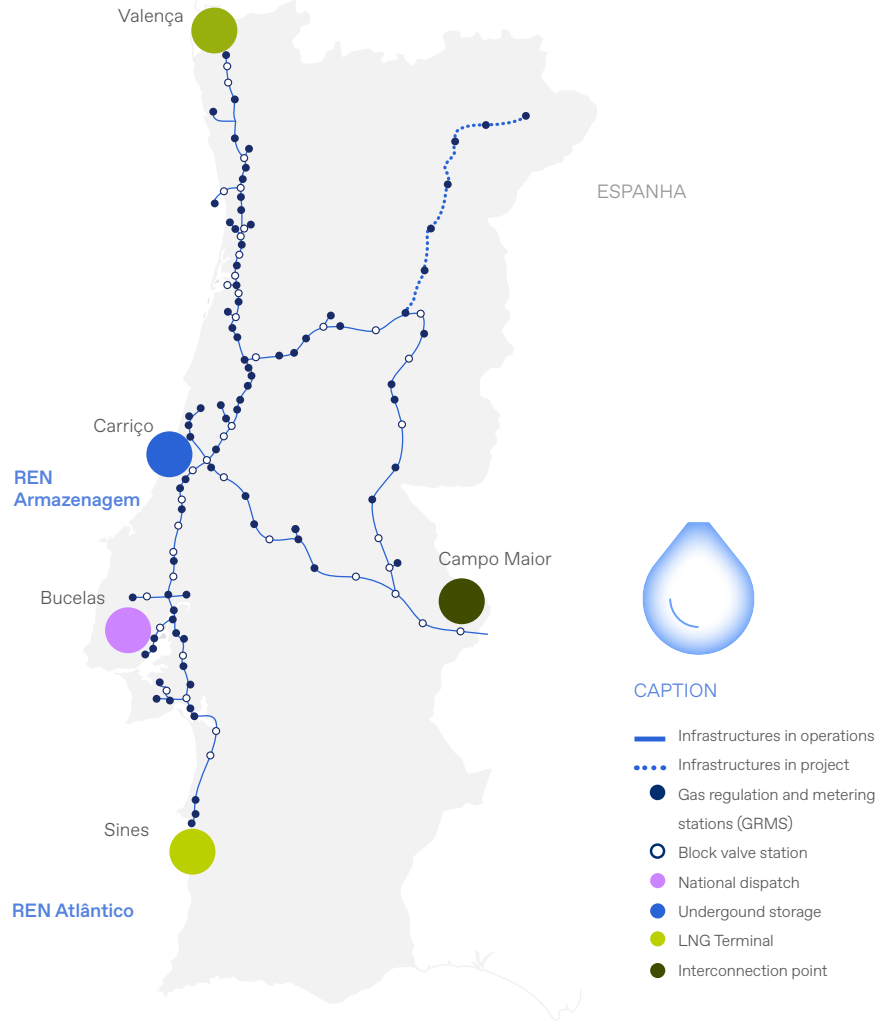 Valença
ESPANHA
Carriço
REN
Armazenagem
Campo Maior
Bucelas
CAPTION
Infrastructures in operations
Infrastructures in project
Gas regulation and metering
stations (GRMS)
Sines
Block valve station
National dispatch
REN Atlântico
Undergound storage
LNG Terminal
Interconnection point